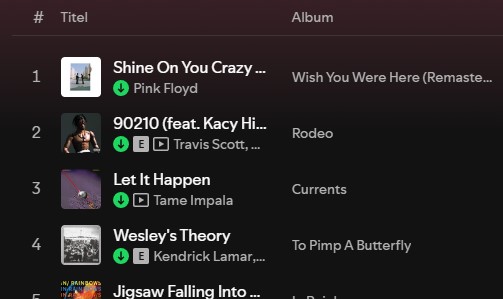 # Titel Album
1 Shine On You Crazy ... Wish You Were Here (Remaste...
Pink Floyd
2 90210 (feat. Kacy Hi... Rodeo
E Travis Scott, ...
3 Let It Happen Currents
Tame Impala
4 Wesley's Theory To Pimp A Butterfly
E Kendrick Lamar,...
IN/RAINBOWS
Jigsaw Falling Into ...